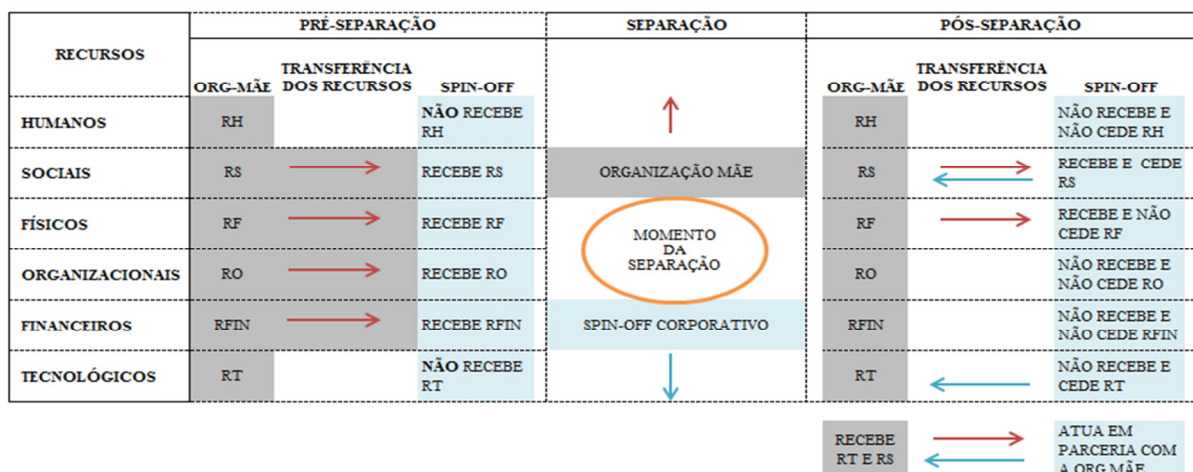 PRÉ-SEPARAÇÃO SEPARAÇÃO PÓS-SEPARAÇÃO
RECURSOS
TRANSFERÊNCIA TRANSFERÊNCIA
ORG-MÃE DOS RECURSOS SPIN-OFF ORG-MÃE DOS RECURSOS SPIN-OFF
HUMANOS
RH
NÃO RECEBE
RH
RH
NÃO RECEBE E
NÃO CEDE RH
SOCIAIS
RS
RECEBE RS
ORGANIZAÇÃO MÃE
RS
RECEBE E CEDE
RS
FÍSICOS
RF
RECEBE RF
MOMENTO
DA
SEPARAÇÃO
RF
RECEBE E NÃO
CEDE RF
ORGANIZACIONAIS
RO
RECEBE RO
RO
NÃO RECEBE E
NÃO CEDE RO
FINANCEIROS
RFIN
RECEBE RFIN
SPIN-OFF CORPORATIVO
RFIN
NÃO RECEBE E
NÃO CEDE RFIN
TECNOLÓGICOS
RT
NÃO RECEBE
RT
RT
NÃO RECEBE E
CEDE RT
RECEBE
RT E RS
ATUA EM
PARCERIA COM
A ORG MÃE